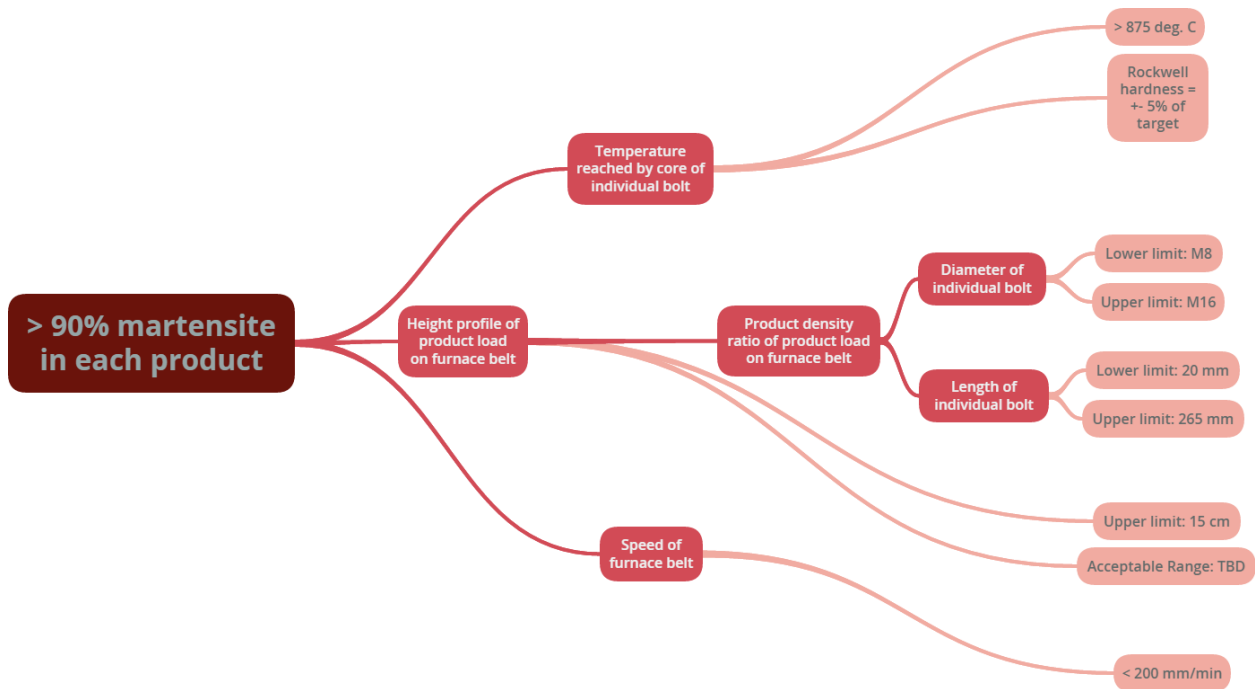 > 90% martensite
in each product
Temperature
reached by core of
individual bolt
> 875 deg. C
Rockwell
hardness =
+- 5% of
target
Height profile of
product load
on furnace belt
Product density
ratio of product load
on furnace belt
Diameter of
individual bolt
Lower limit: M8
Upper limit: M16
Length of
individual bolt
Lower limit: 20 mm
Upper limit: 265 mm
Upper limit: 15 cm
Acceptable Range: TBD
Speed of
furnace belt
< 200 mm/min